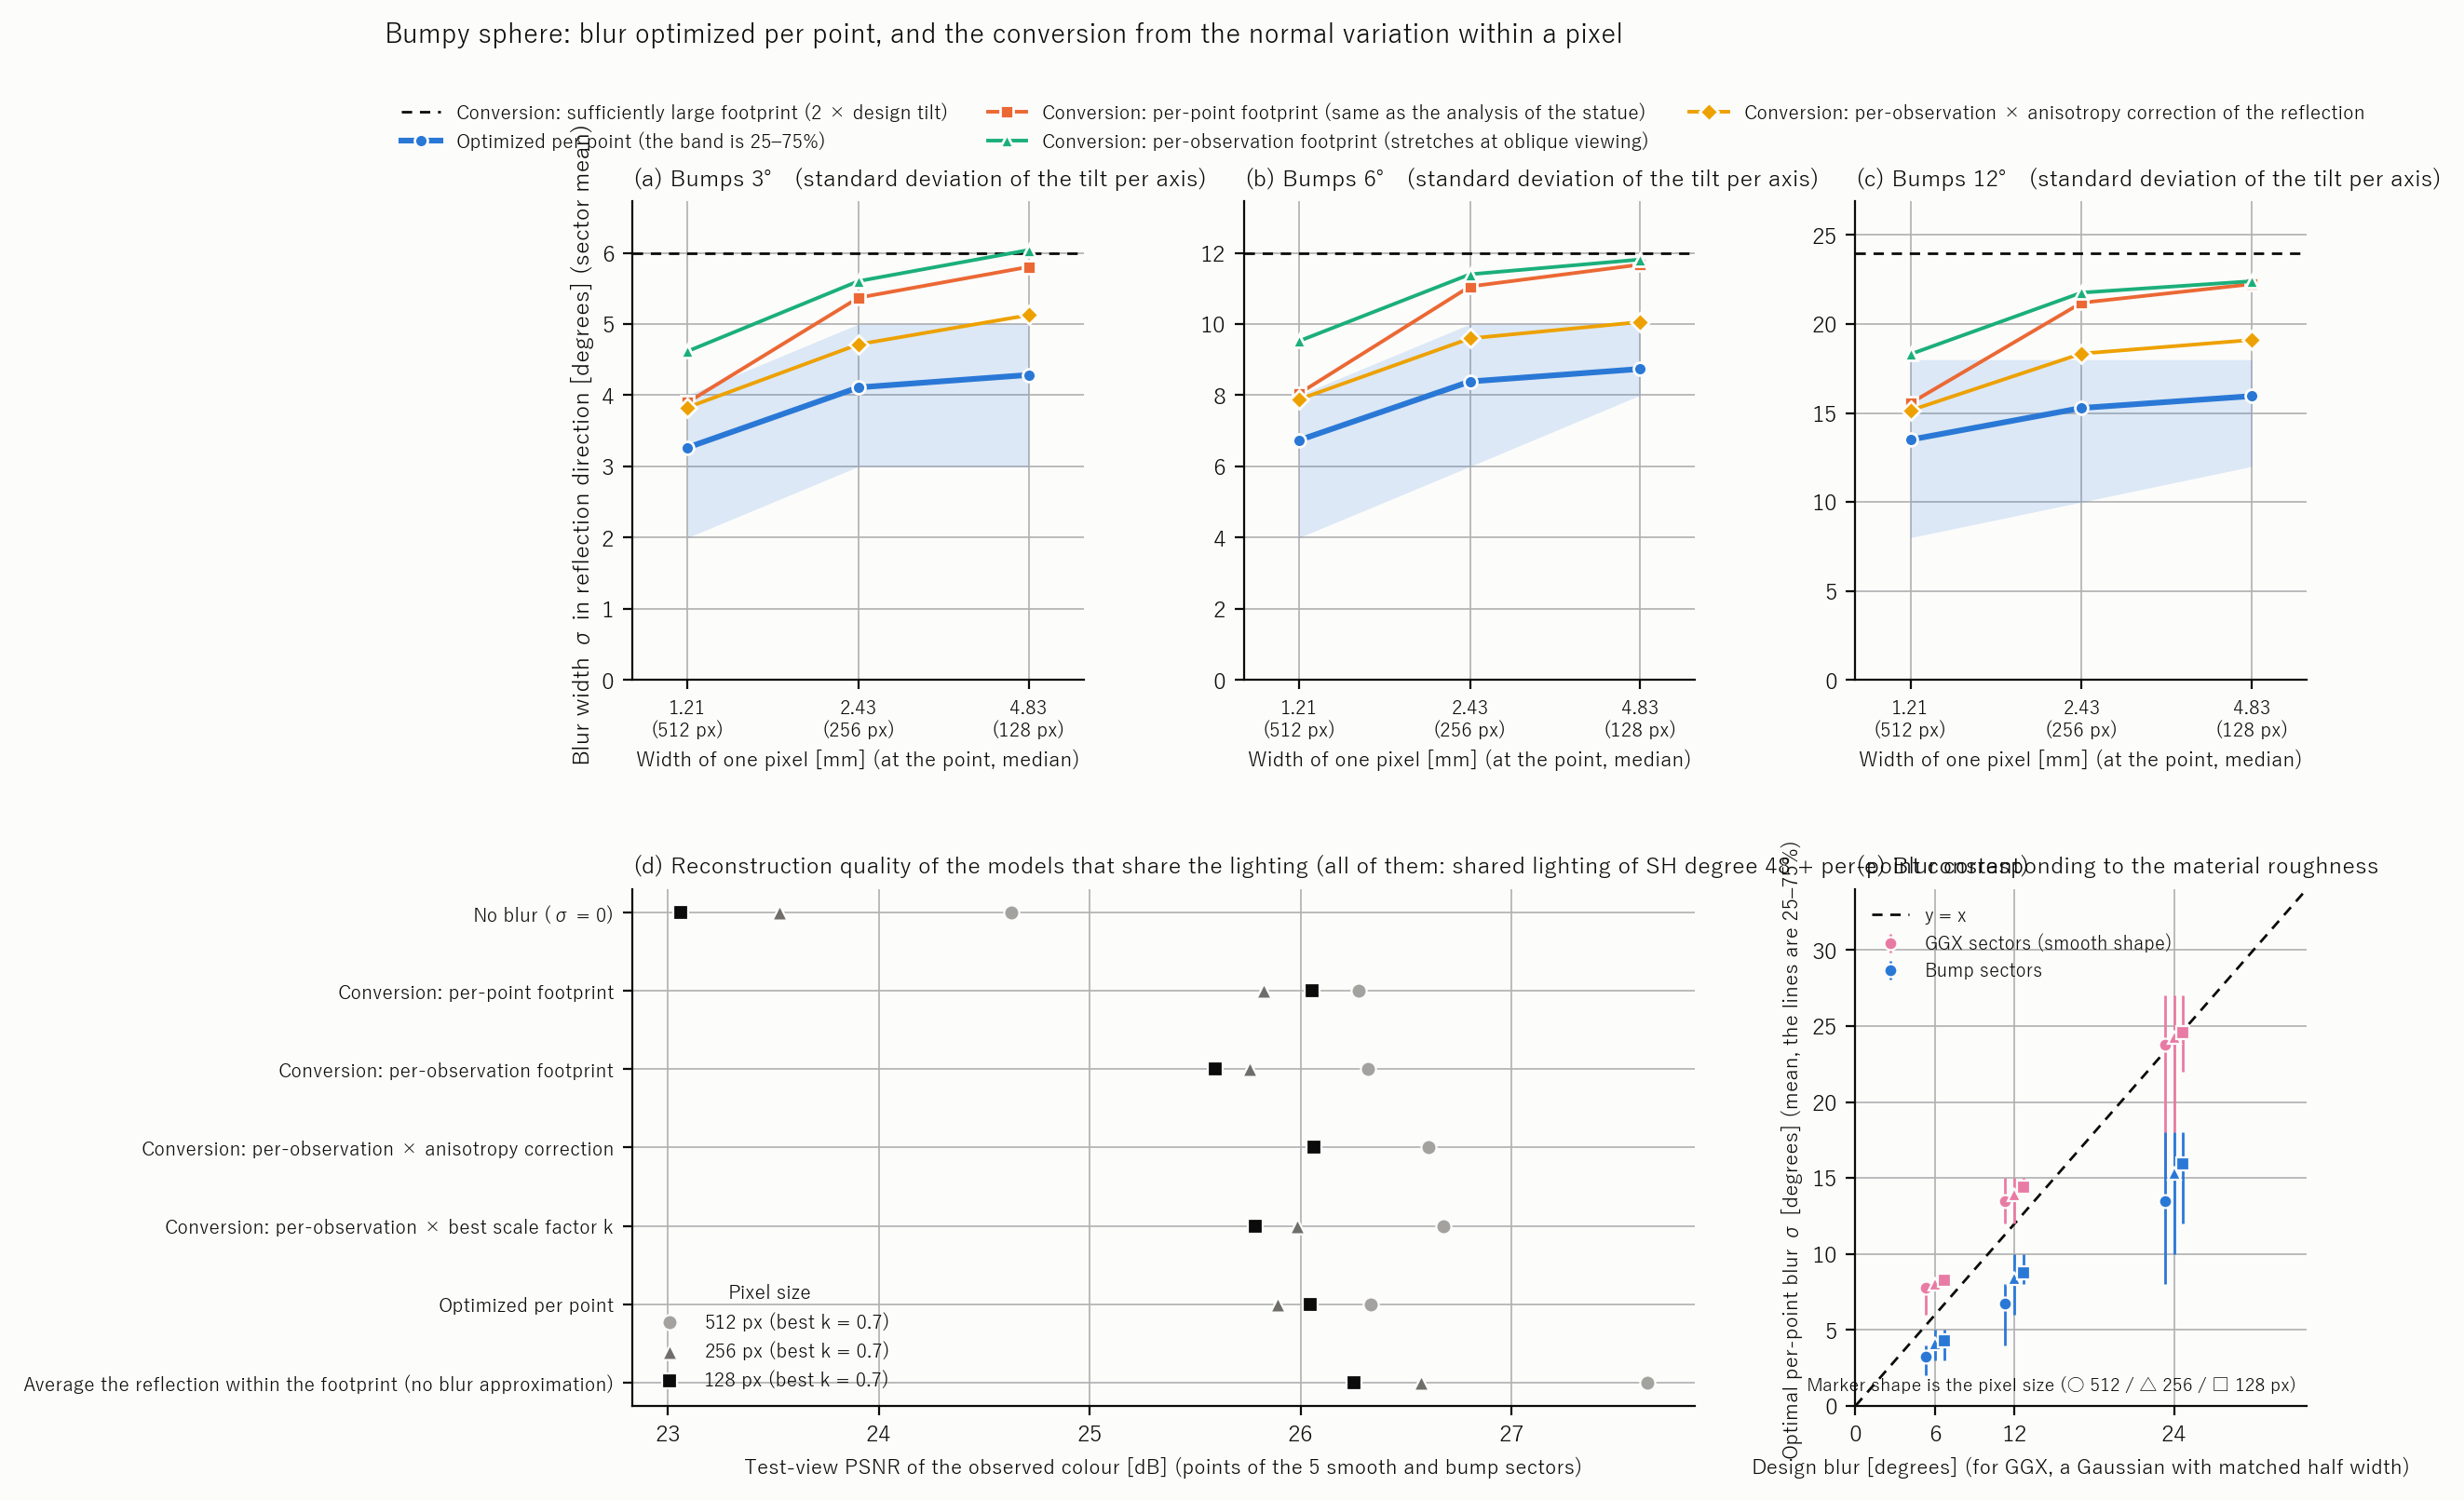 Bumpy sphere: blur optimized per point, and the conversion from the normal variation within a pixel
Conversion: sufficiently large footprint (2 × design tilt)
Optimized per point (the band is 25–75%)
Conversion: per-point footprint (same as the analysis of the statue)
Conversion: per-observation footprint (stretches at oblique viewing)
Conversion: per-observation × anisotropy correction of the reflection
(a) Bumps 3° (standard deviation of the tilt per axis)
Blur width σ in reflection direction [degrees] (sector mean)
6
5
4
3
2
1
0
1.21
(512 px)
2.43
(256 px)
4.83
(128 px)
Width of one pixel [mm] (at the point, median)
(b) Bumps 6° (standard deviation of the tilt per axis)
12
10
8
6
4
2
0
1.21
(512 px)
2.43
(256 px)
4.83
(128 px)
Width of one pixel [mm] (at the point, median)
(c) Bumps 12° (standard deviation of the tilt per axis)
25
20
15
10
5
0
1.21
(512 px)
2.43
(256 px)
4.83
(128 px)
Width of one pixel [mm] (at the point, median)
(d) Reconstruction quality of the models that share the lighting (all of them: shared lighting of SH degree 48 + per-point constant)
No blur (σ = 0)
Conversion: per-point footprint
Conversion: per-observation footprint
Conversion: per-observation × anisotropy correction
Conversion: per-observation × best scale factor k
Optimized per point
Average the reflection within the footprint (no blur approximation)
Pixel size
512 px (best k = 0.7)
256 px (best k = 0.7)
128 px (best k = 0.7)
23
24
25
26
27
Test-view PSNR of the observed colour [dB] (points of the 5 smooth and bump sectors)
(e) Blur corresponding to the material roughness
Optimal per-point blur σ [degrees] (mean, the lines are 25–75%)
y = x
GGX sectors (smooth shape)
Bump sectors
30
25
20
15
10
5
0
Marker shape is the pixel size (○ 512 / △ 256 / □ 128 px)
0
6
12
24
Design blur [degrees] (for GGX, a Gaussian with matched half width)